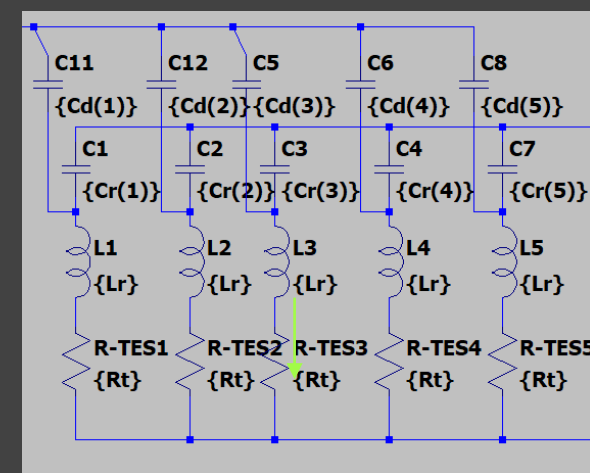 C11 C12 C5 C6 C8
{Cd(1)} {Cd(2)} {Cd(3)} {Cd(4)} {Cd(5)}
C1 C2 C3 C4 C7
{Cr(1)} {Cr(2)} {Cr(3)} {Cr(4)} {Cr(5)}
L1 L2 L3 L4 L5
{Lr} {Lr} {Lr} {Lr} {Lr}
R-TES1 R-TES2 R-TES3 R-TES4 R-TES5
{Rt} {Rt} {Rt} {Rt} {Rt}